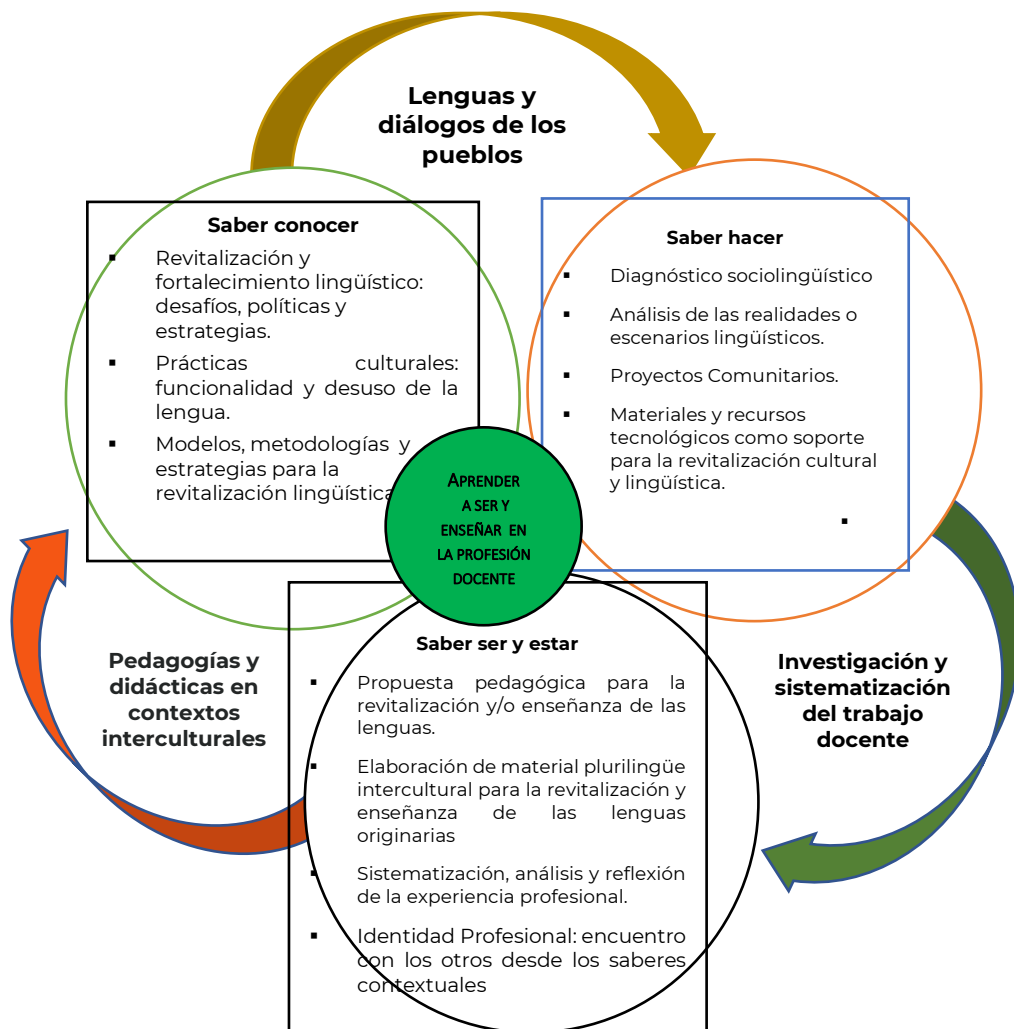 Lenguas y
diálogos de los
pueblos
Saber conocer
▪ Revitalización y
fortalecimiento lingüístico:
desafíos, políticas y
estrategias.
▪ Prácticas culturales:
funcionalidad y desuso de la
lengua.
▪ Modelos, metodologías y
estrategias para la
revitalización lingüística
Saber hacer
▪ Diagnóstico sociolingüístico
▪ Análisis de las realidades o
escenarios lingüísticos.
▪ Proyectos Comunitarios.
▪ Materiales y recursos
tecnológicos como soporte
para la revitalización cultural
y lingüística.
▪
APRENDER
A SER Y
ENSEÑAR EN
LA PROFESIÓN
DOCENTE
Saber ser y estar
▪ Propuesta pedagógica para la
revitalización y/o enseñanza de las
lenguas.
▪ Elaboración de material plurilingüe
intercultural para la revitalización y
enseñanza de las lenguas
originarias
▪ Sistematización, análisis y reflexión
de la experiencia profesional.
▪ Identidad Profesional: encuentro
con los otros desde los saberes
contextuales
Pedagogías y
didácticas en
contextos
interculturales
Investigación y
sistematización
del trabajo
docente